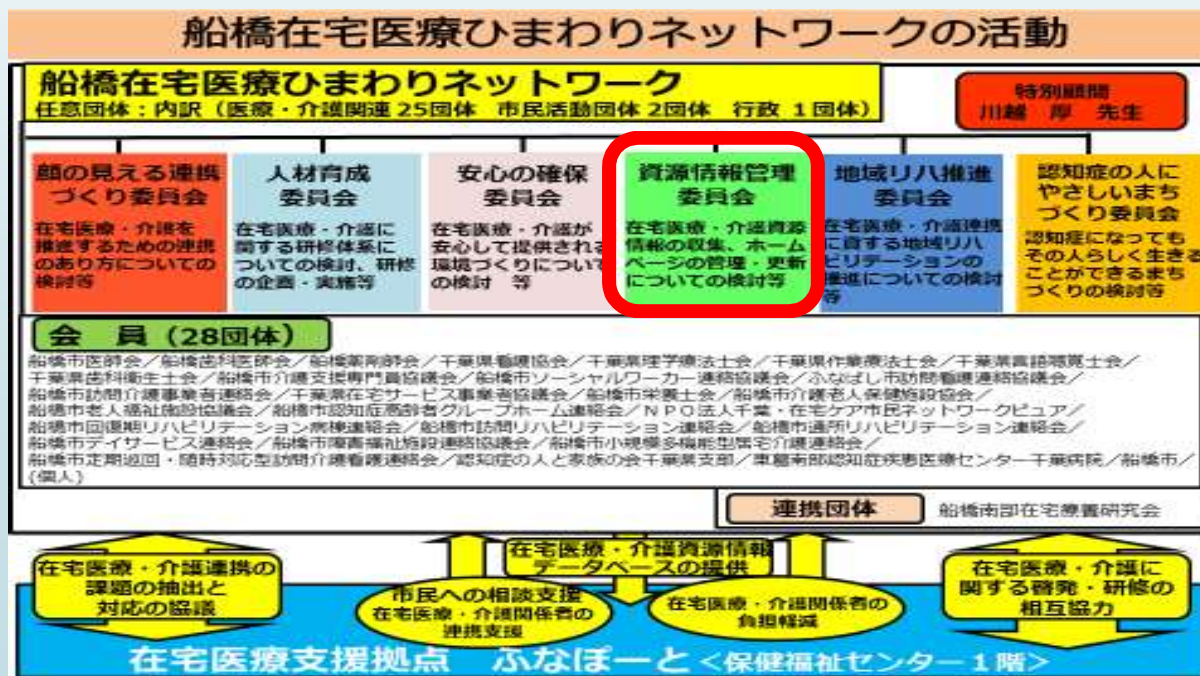 船橋在宅医療ひまわりネットワークの活動
船橋在宅医療ひまわりネットワーク
任意団体：内訳（医療・介護関連 25団体　市民活動団体 2団体　行政 1団体）
特別顧問
川越　厚　先生
顔の見える連携
づくり委員会
在宅医療・介護を
推進するための連携
のあり方についての
検討等
人材育成
委員会
在宅医療・介護に
関する研修体系に
ついての検討、研修
の企画・実施等
安心の確保
委員会
在宅医療・介護が
安心して提供される
環境づくりについて
の検討　等
資源情報管理
委員会
在宅医療・介護資源
情報の収集、ホーム
ページの管理・更新
についての検討等
地域リハ推進
委員会
在宅医療・介護連携
に資する地域リハ
ビリテーションの
推進についての検討
等
認知症の人に
やさしいまち
づくり委員会
認知症になっても
その人らしく生きる
ことができるまち
づくりの検討等
会　員（28団体）
船橋市医師会／船橋歯科医師会／船橋薬剤師会／千葉県看護協会／千葉県理学療法士会／千葉県作業療法士会／千葉県言語聴覚士会／
千葉県歯科衛生士会／船橋市介護支援専門員協議会／船橋市ソーシャルワーカー連絡協議会／ふなばし市訪問看護連絡協議会／
船橋市訪問介護事業者連絡会／千葉県在宅サービス事業者協議会／船橋市栄養士会／船橋市介護老人保健施設協会／
船橋市老人福祉施設協議会／船橋市認知症高齢者グループホーム連絡会／ＮＰＯ法人千葉・在宅ケア市民ネットワークピュア／
船橋市回復期リハビリテーション病棟連絡会／船橋市訪問リハビリテーション連絡会／船橋市通所リハビリテーション連絡会／
船橋市デイサービス連絡会／船橋市障害福祉施設連絡協議会／船橋市小規模多機能型居宅介護連絡会／
船橋市定期巡回・随時対応型訪問介護看護連絡会／認知症の人と家族の会千葉県支部／東葛南部認知症疾患医療センター千葉病院／船橋市／
(個人)
連携団体
船橋南部在宅療養研究会
在宅医療・介護連携の
課題の抽出と
対応の協議
市民への相談支援
在宅医療・介護関係者の
連携支援
在宅医療・介護資源情報
データベースの提供
在宅医療・介護関係者の
負担軽減
在宅医療・介護に
関する啓発・研修の
相互協力
在宅医療支援拠点　ふなぽーと＜保健福祉センター１階＞